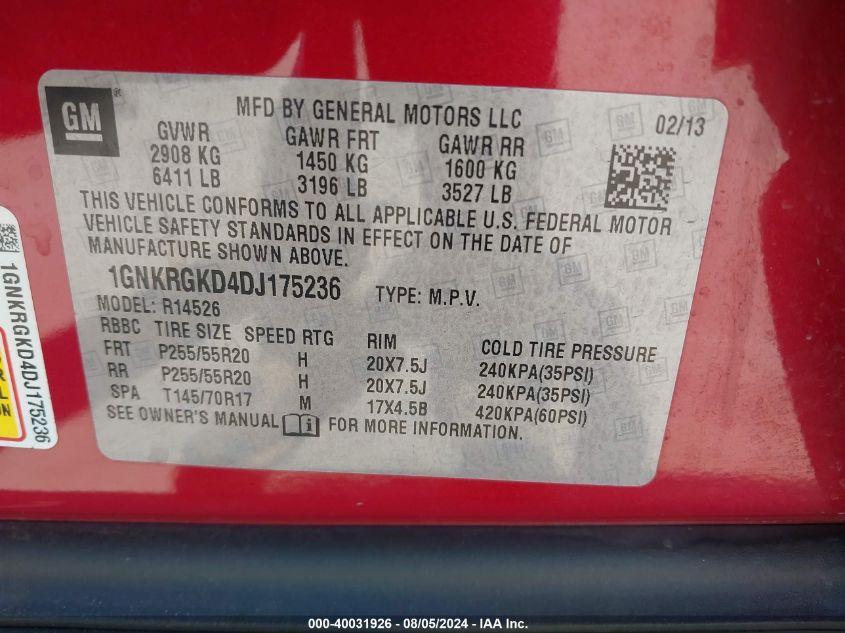 GM ®
MFD BY GENERAL MOTORS LLC
02/13
GVWR GAWR FRT GAWR RR
2908 KG 1450 KG 1600 KG
6411 LB 3196 LB 3527 LB
THIS VEHICLE CONFORMS TO ALL APPLICABLE U.S. FEDERAL MOTOR
VEHICLE SAFETY STANDARDS IN EFFECT ON THE DATE OF
MANUFACTURE SHOWN ABOVE.
1GNKRGKD4DJ175236 TYPE: M.P.V.
MODEL: R14526
RBBC TIRE SIZE SPEED RTG RIM COLD TIRE PRESSURE
FRT P255/55R20 H 20X7.5J 240KPA(35PSI)
RR P255/55R20 H 20X7.5J 240KPA(35PSI)
SPA T145/70R17 M 17X4.5B 420KPA(60PSI)
SEE OWNER'S MANUAL i FOR MORE INFORMATION.
1GNKRGKD4DJ175236
000-40031926 - 08/05/2024 - IAA Inc.